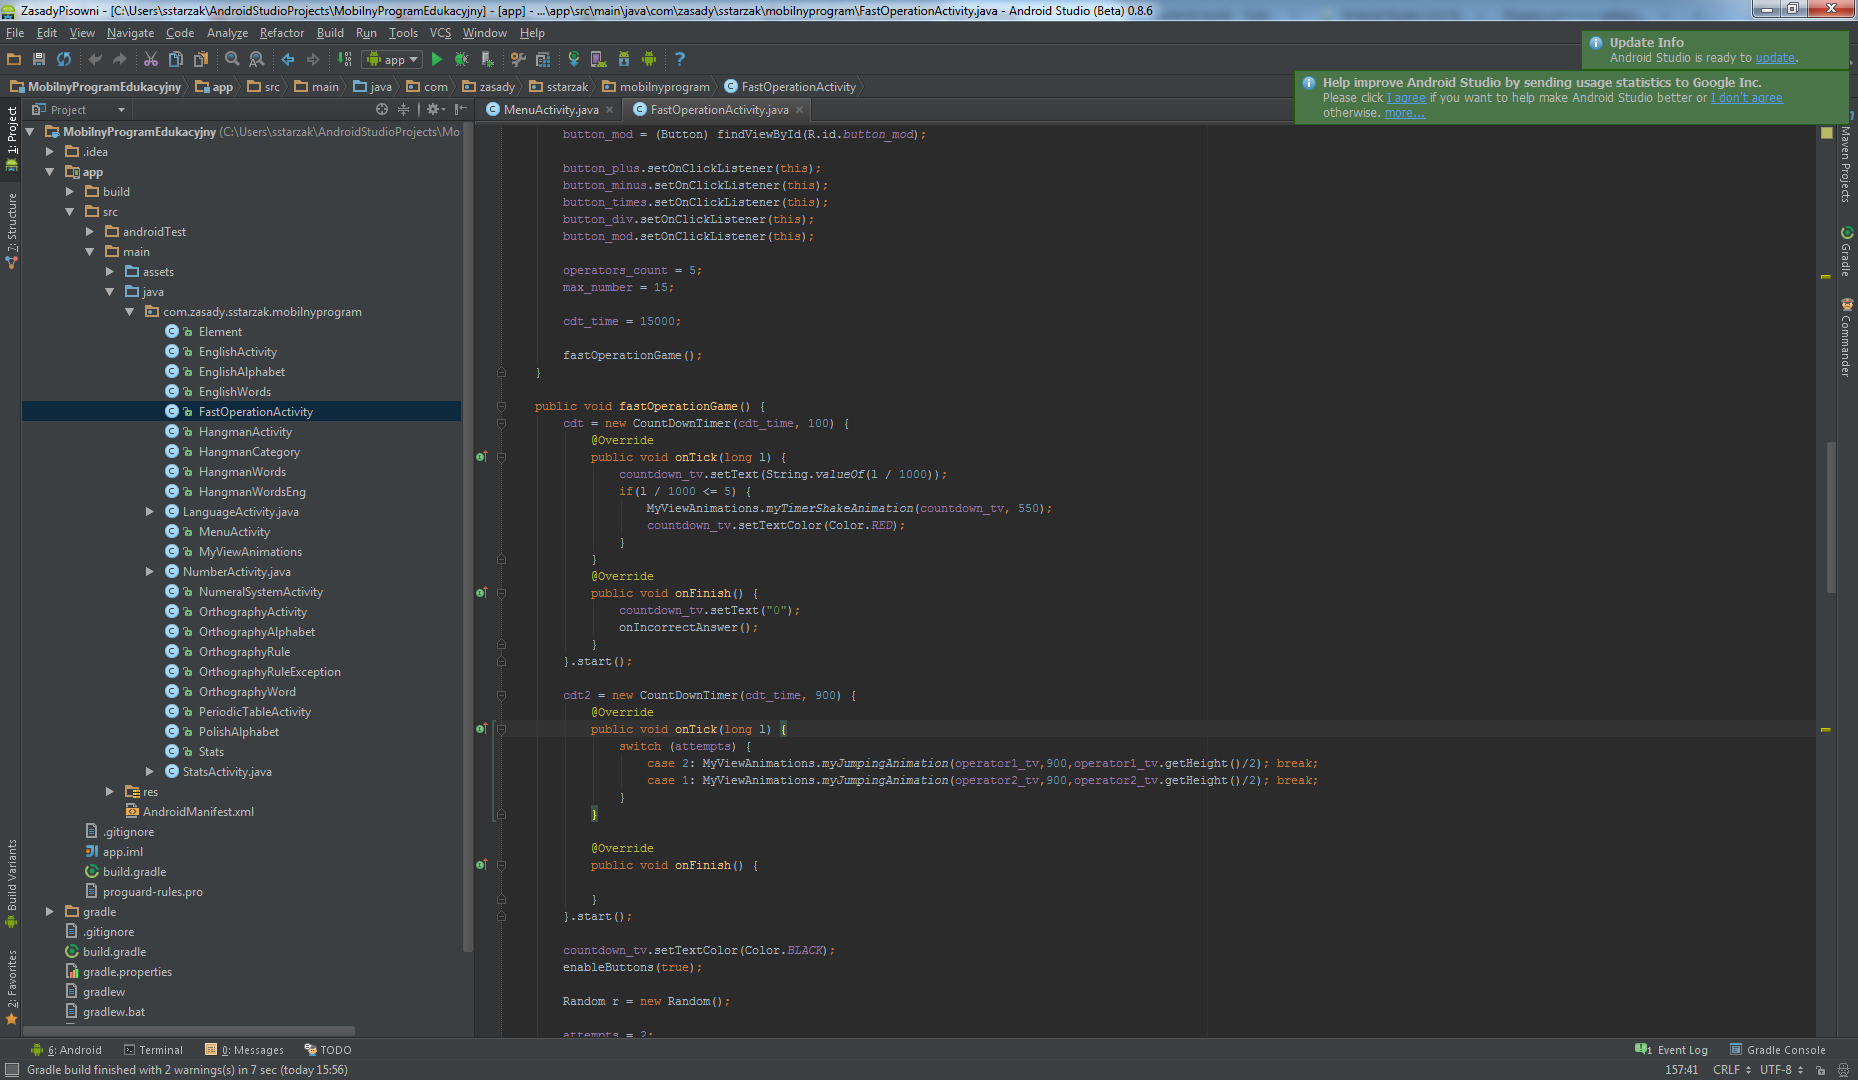 ZasadyPisowni - [C:\Users\sstarzak\AndroidStudioProjects\MobilnyProgramEdukacyjny] - [app] - ...\app\src\main\java\com\zasady\sstarzak\mobilnyprogram\FastOperationActivity.java - Android Studio (Beta) 0.8.6
File Edit View Navigate Code Analyze Refactor Build Run Tools VCS Window Help
app
Update Info
Android Studio is ready to update.
Help improve Android Studio by sending usage statistics to Google Inc.
Please click I agree if you want to help make Android Studio better or I don't agree
otherwise. more...
MobilnyProgramEdukacyjny app src main java com zasady sstarzak mobilnyprogram FastOperationActivity
Project
MenuActivity.java FastOperationActivity.java
1: Project
7: Structure
Build Variants
2: Favorites
MobilnyProgramEdukacyjny (C:\Users\sstarzak\AndroidStudioProjects\Mo
.idea
app
build
src
androidTest
main
assets
java
com.zasady.sstarzak.mobilnyprogram
Element
EnglishActivity
EnglishAlphabet
EnglishWords
FastOperationActivity
HangmanActivity
HangmanCategory
HangmanWords
HangmanWordsEng
LanguageActivity.java
MenuActivity
MyViewAnimations
NumberActivity.java
NumeralSystemActivity
OrthographyActivity
OrthographyAlphabet
OrthographyRule
OrthographyRuleException
OrthographyWord
PeriodicTableActivity
PolishAlphabet
Stats
StatsActivity.java
res
AndroidManifest.xml
.gitignore
app.iml
build.gradle
proguard-rules.pro
gradle
.gitignore
build.gradle
gradle.properties
gradlew
gradlew.bat
button_mod = (Button) findViewById(R.id.button_mod);
button_plus.setOnClickListener(this);
button_minus.setOnClickListener(this);
button_times.setOnClickListener(this);
button_div.setOnClickListener(this);
button_mod.setOnClickListener(this);
operators_count = 5;
max_number = 15;
cdt_time = 15000;
fastOperationGame();
}
public void fastOperationGame() {
cdt = new CountDownTimer(cdt_time, 100) {
@Override
public void onTick(long l) {
countdown_tv.setText(String.valueOf(l / 1000));
if(l / 1000 <= 5) {
MyViewAnimations.myTimerShakeAnimation(countdown_tv, 550);
countdown_tv.setTextColor(Color.RED);
}
}
@Override
public void onFinish() {
countdown_tv.setText("0");
onIncorrectAnswer();
}
}.start();
cdt2 = new CountDownTimer(cdt_time, 900) {
@Override
public void onTick(long l) {
switch (attempts) {
case 2: MyViewAnimations.myJumpingAnimation(operator1_tv,900,operator1_tv.getHeight()/2); break;
case 1: MyViewAnimations.myJumpingAnimation(operator2_tv,900,operator2_tv.getHeight()/2); break;
}
}
@Override
public void onFinish() {
}
}.start();
countdown_tv.setTextColor(Color.BLACK);
enableButtons(true);
Random r = new Random();
attempts = 2;
Maven Projects
Gradle
Commander
6: Android Terminal 0: Messages TODO
1 Event Log Gradle Console
Gradle build finished with 2 warnings(s) in 7 sec (today 15:56)
157:41 CRLF UTF-8